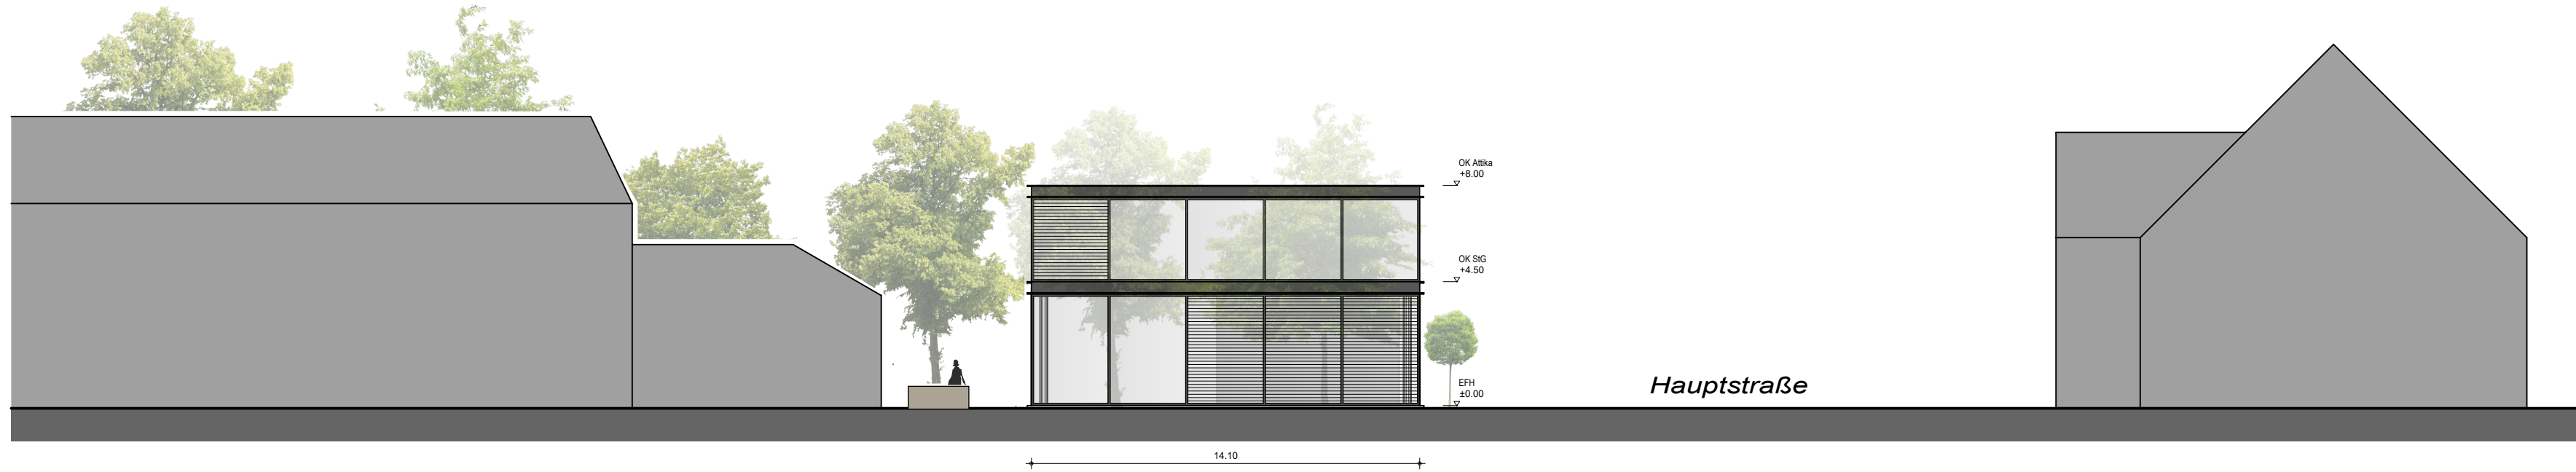 OK Attika
+8.00
OK StG
+4.50
EFH
±0.00
Hauptstraße
14.10